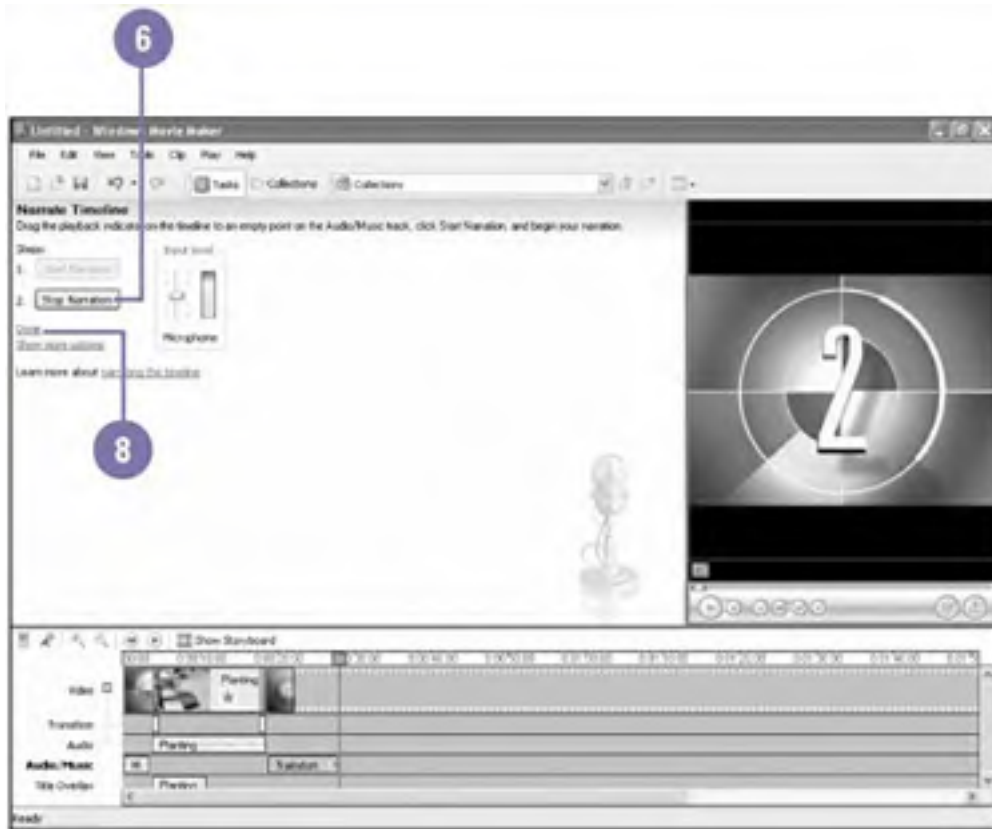 6
Untitled - Windows Movie Maker
File Edit View Tools Clip Play Help
Tasks Collections Collections
Narrate Timeline
Drag the playback indicator on the timeline to an empty point on the Audio/Music track, click Start Narration, and begin your narration.
Steps
Input level
1. Start Narration
2. Stop Narration
Microphone
Done
Show more options
Learn more about narrating the timeline
8
2
Show Storyboard
Video
Planting
Transition
Audio
Planting
Audio/Music
Title Overlay
Planting
Ready